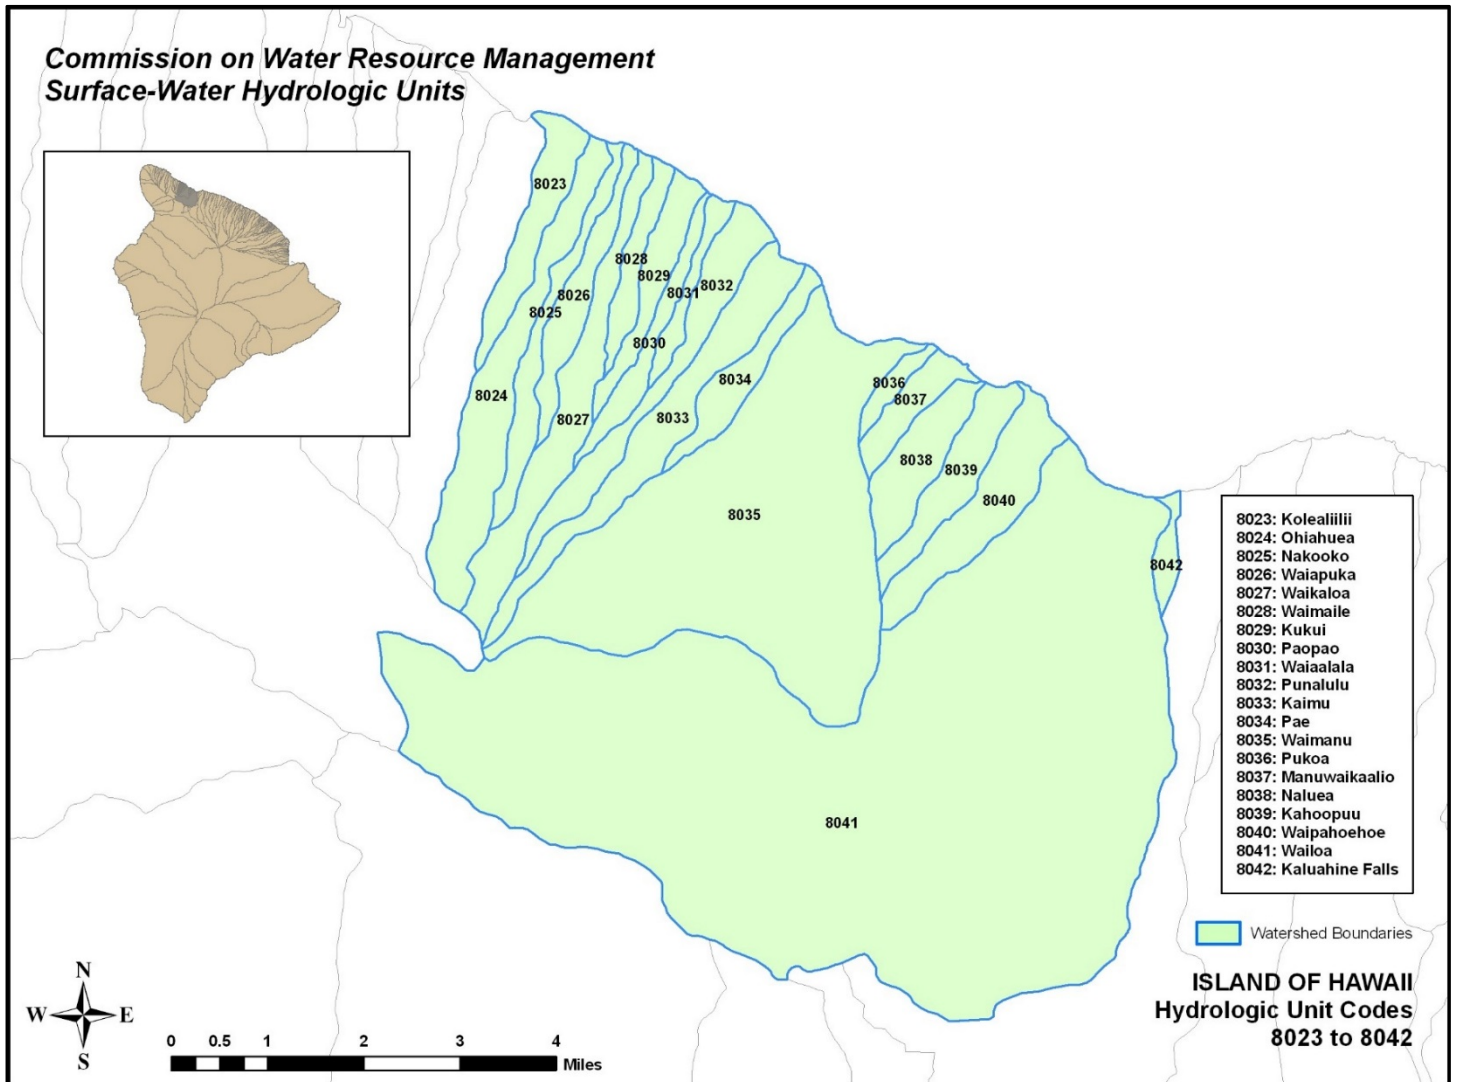 Commission on Water Resource Management
Surface-Water Hydrologic Units
8023
8028
8029
8032
8031
8026
8025
8030
8034
8036
8024
8037
8033
8027
8038
8039
8040
8035
8042
8041
8023: Kolealiilii
8024: Ohiahuea
8025: Nakooko
8026: Waiapuka
8027: Waikaloa
8028: Waimaile
8029: Kukui
8030: Paopao
8031: Waiaalala
8032: Punalulu
8033: Kaimu
8034: Pae
8035: Waimanu
8036: Pukoa
8037: Manuwaikaalio
8038: Naluea
8039: Kahoopuu
8040: Waipahoehoe
8041: Wailoa
8042: Kaluahine Falls
Watershed Boundaries
ISLAND OF HAWAII
Hydrologic Unit Codes
8023 to 8042
N
W E
S
0 0.5 1 2 3 4
Miles